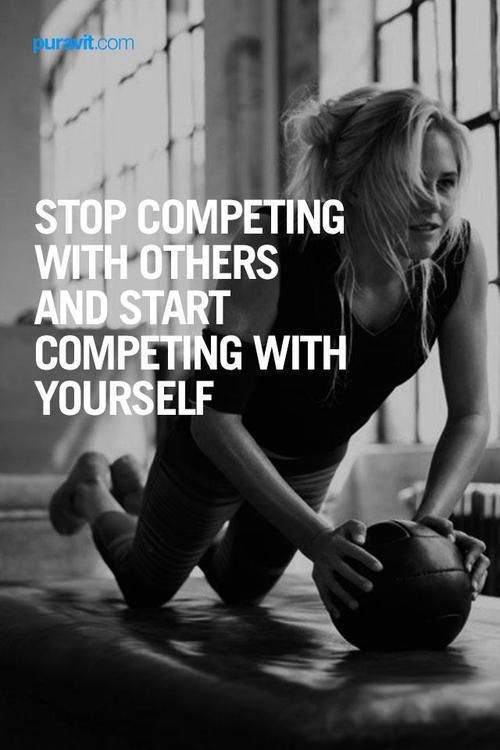 puravit.com
STOP COMPETING
WITH OTHERS
AND START
COMPETING WITH
YOURSELF